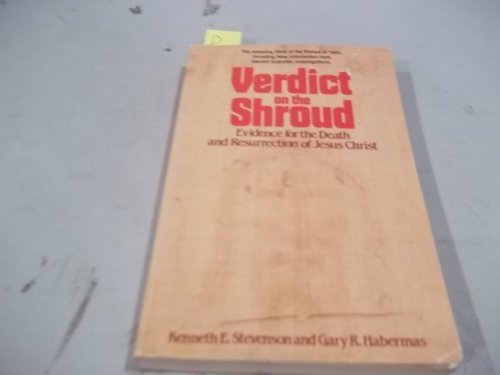 D
The Amazing Story of the Shroud of Turin,
Including New Information from
Recent Scientific Investigations.
Verdict
on the
Shroud
Evidence for the Death
and Resurrection of Jesus Christ
Kenneth E. Stevenson and Gary R. Habermas